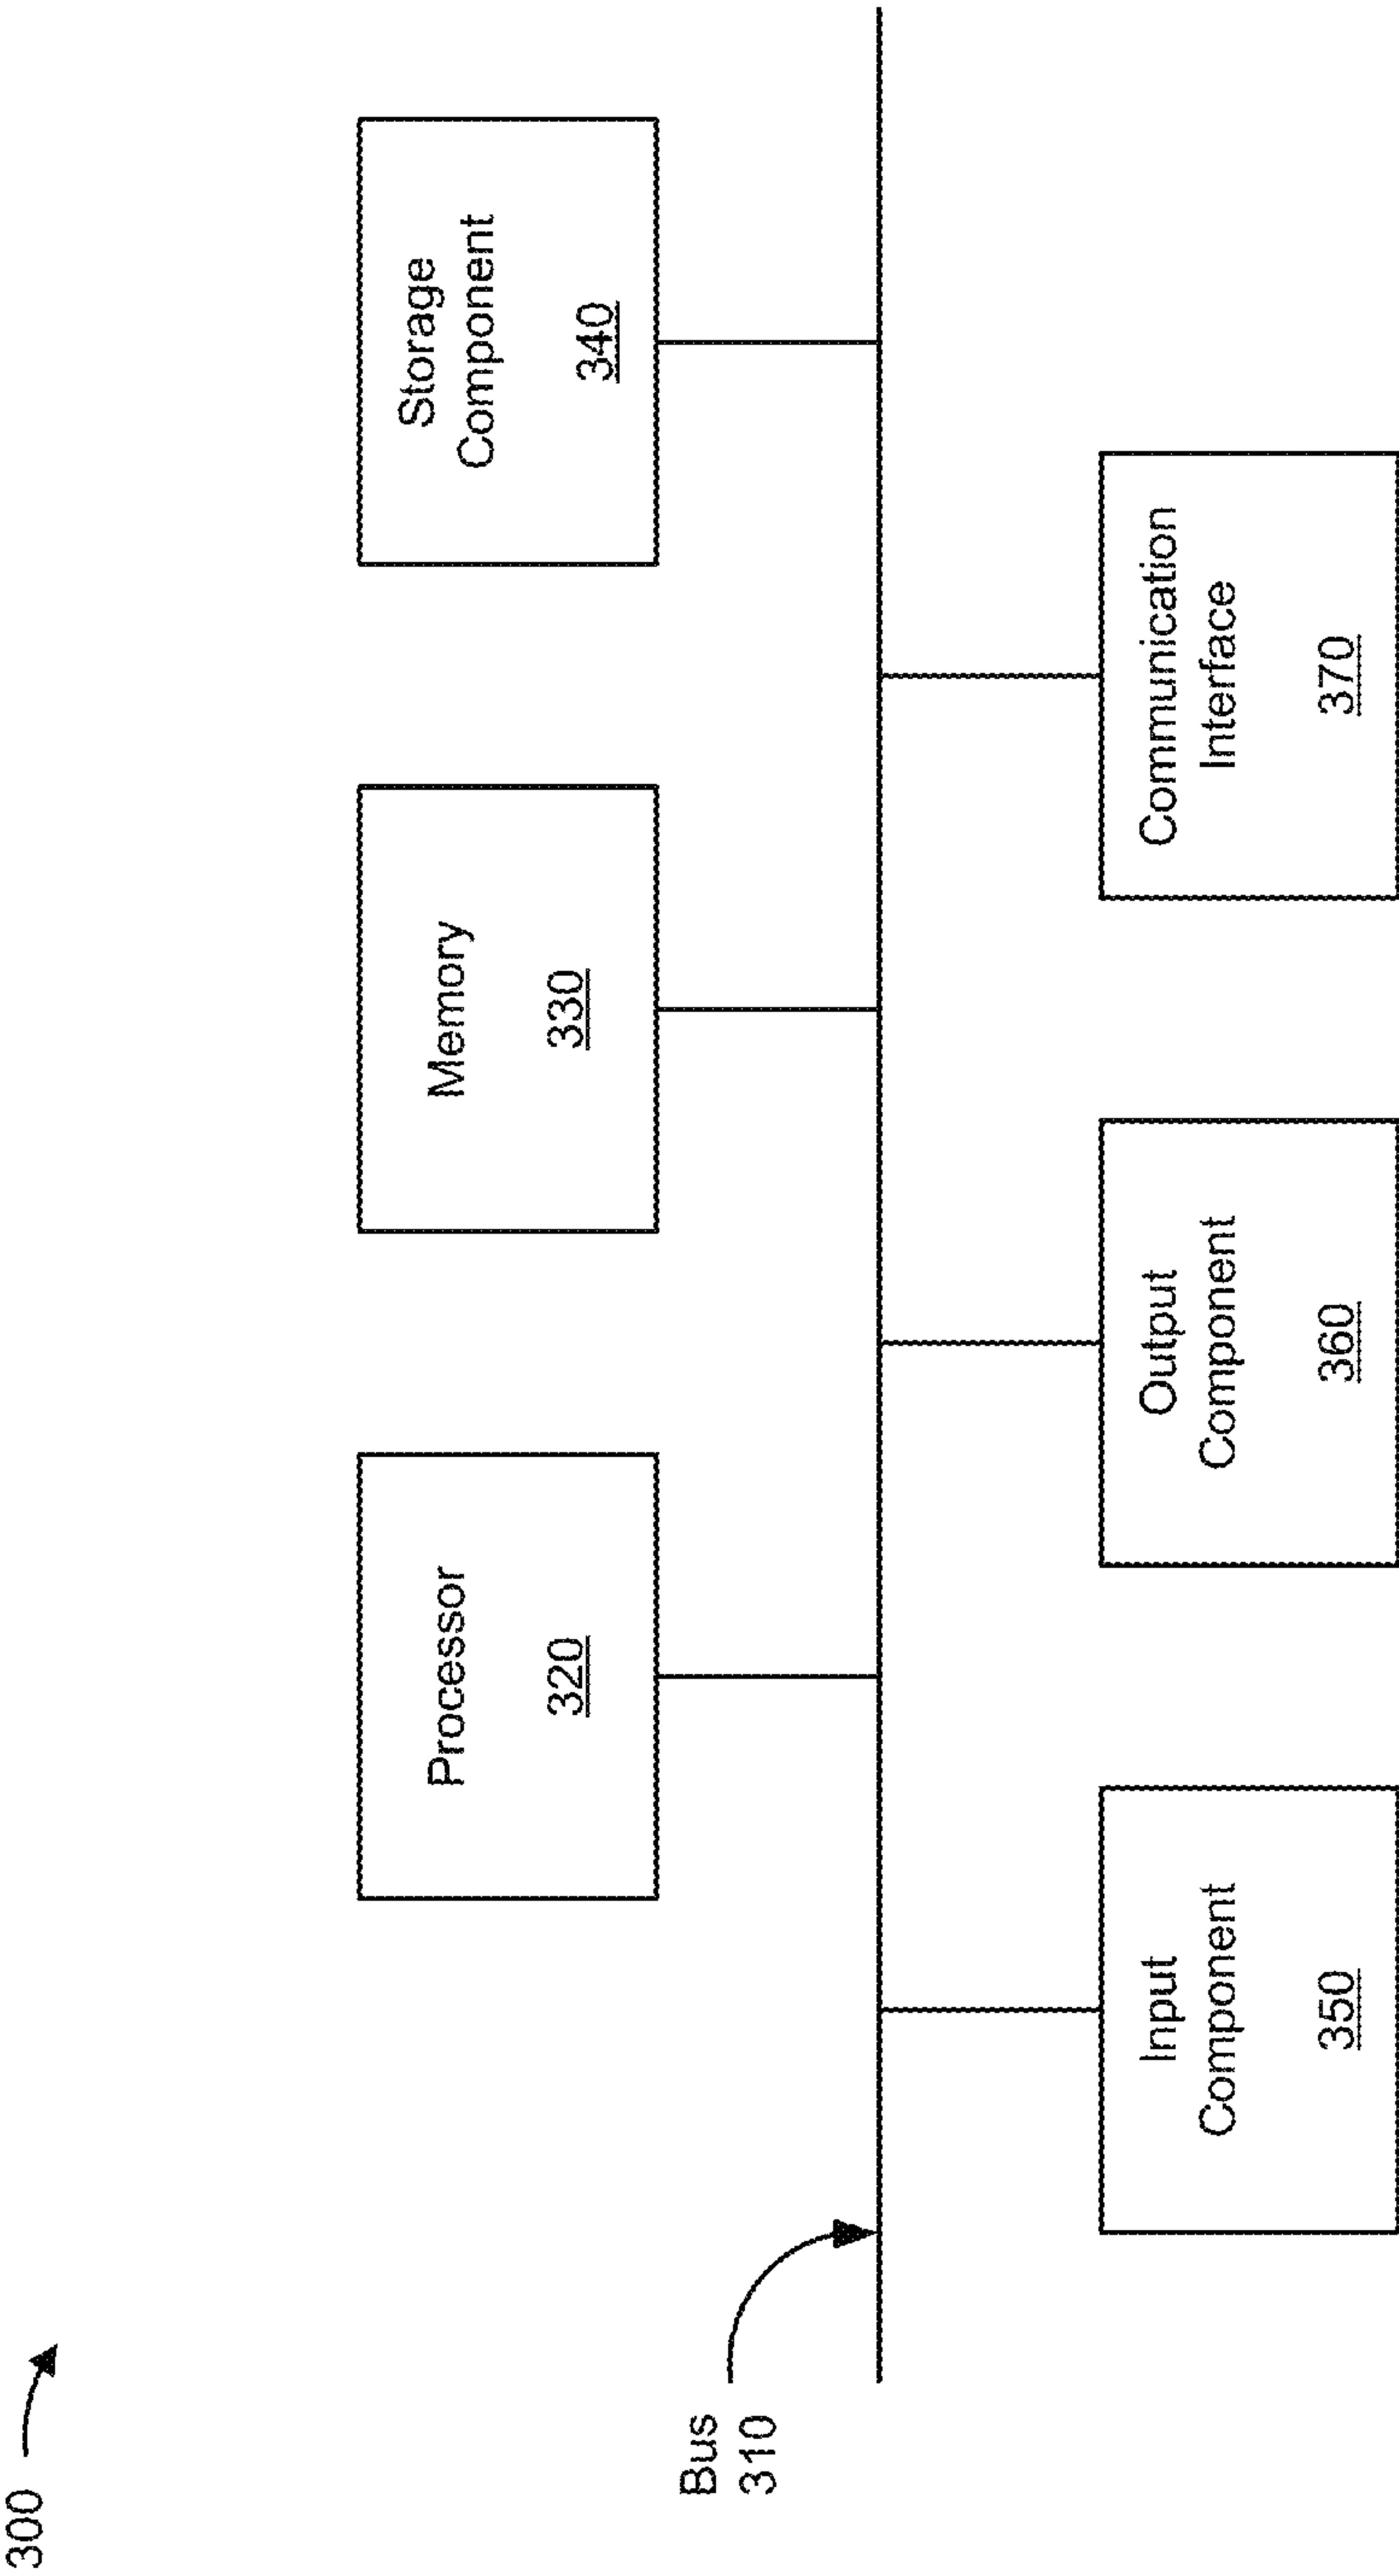 300
Processor
320
Memory
330
Storage
Component
340
Bus
310
Input
Component
350
Output
Component
360
Communication
Interface
370